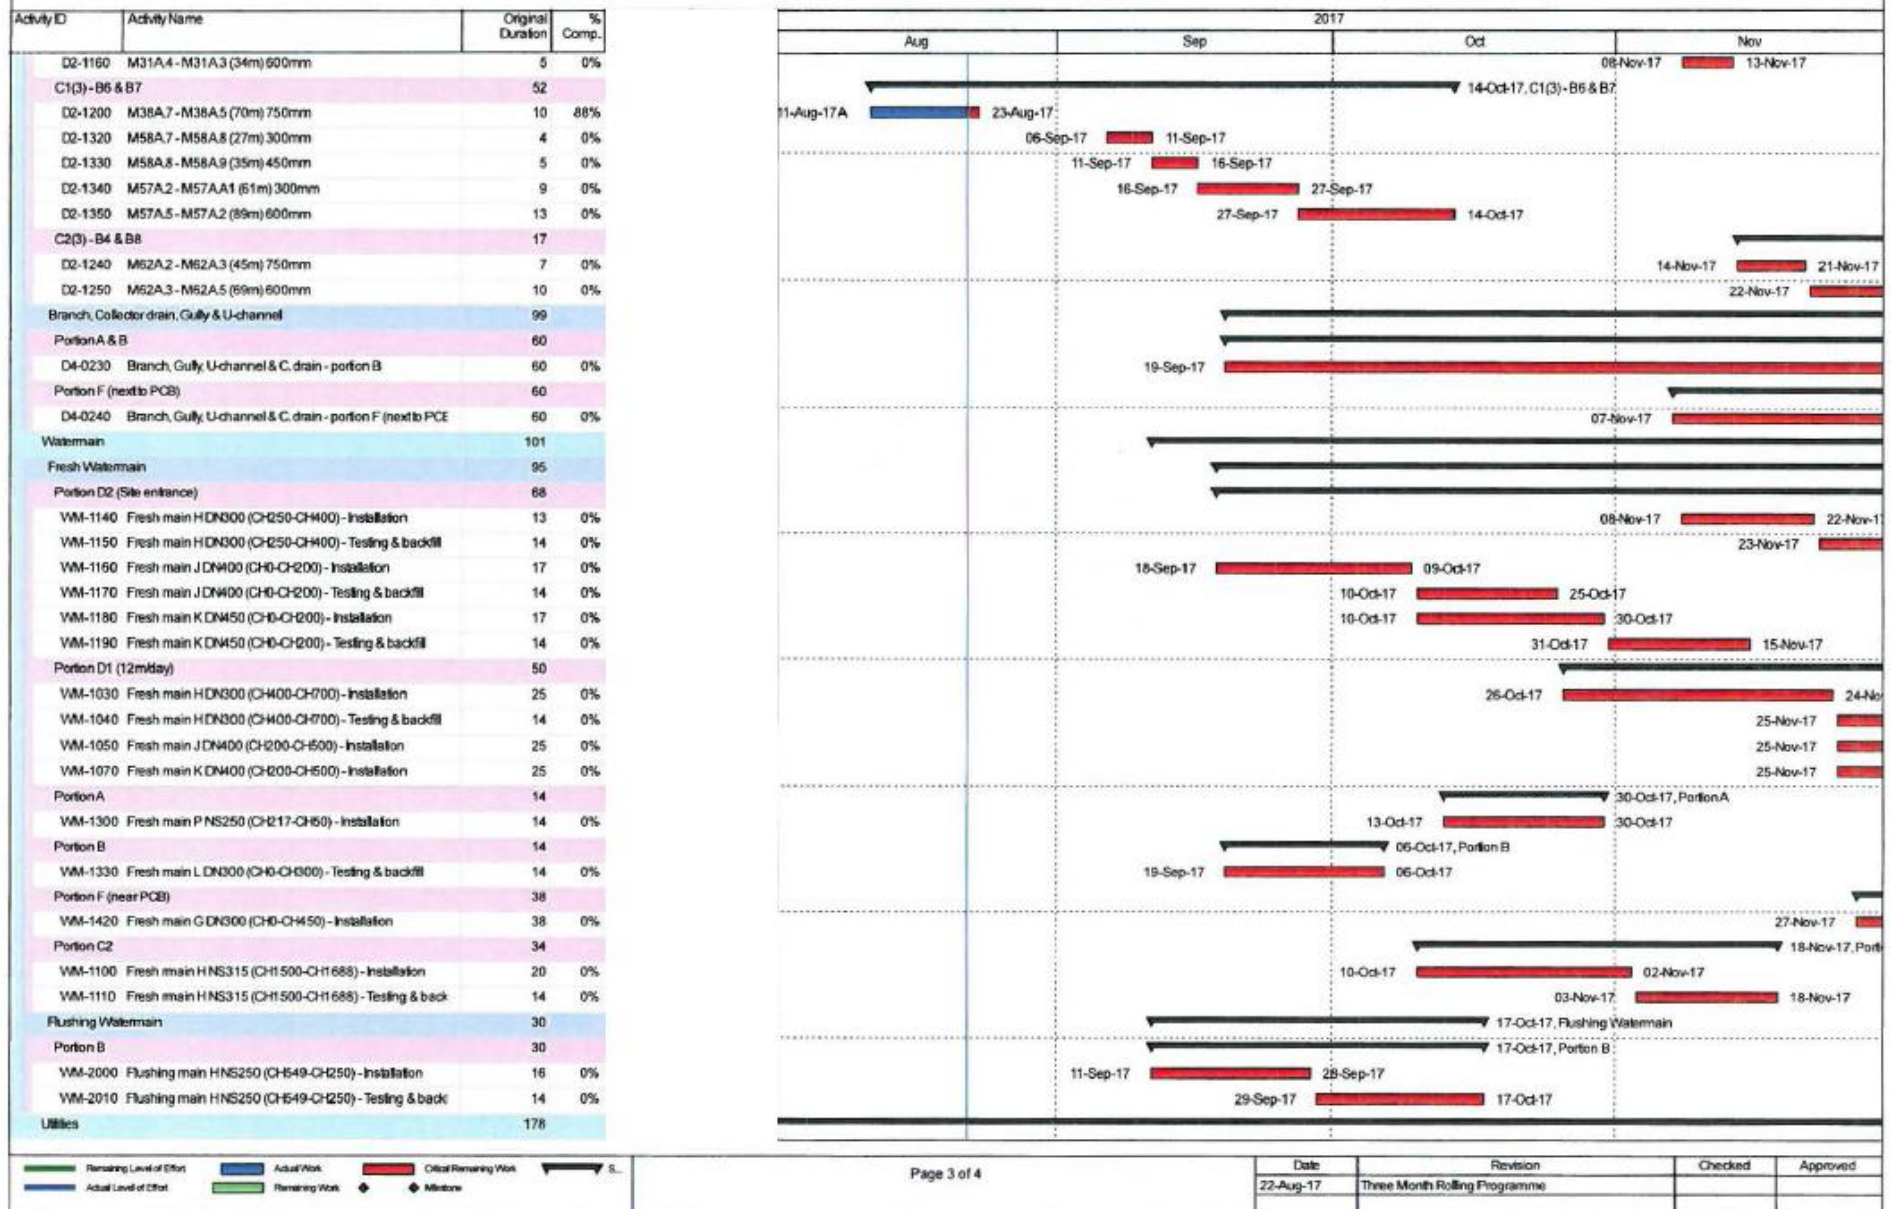 Activity ID Activity Name Original Duration % Comp. 2017
Aug Sep Oct Nov
D2-1160 M31A.4 - M31A.3 (34m) 600mm 5 0% 08-Nov-17 13-Nov-17
C1(3) - B6 & B7 52 14-Oct-17, C1(3) - B6 & B7
D2-1200 M38A.7 - M38A.5 (70m) 750mm 10 88% 11-Aug-17A 23-Aug-17
D2-1320 M58A.7 - M58A.8 (27m) 300mm 4 0% 06-Sep-17 11-Sep-17
D2-1330 M58A.8 - M58A.9 (35m) 450mm 5 0% 11-Sep-17 16-Sep-17
D2-1340 M57A.2 - M57A.A1 (61m) 300mm 9 0% 16-Sep-17 27-Sep-17
D2-1350 M57A.5 - M57A.2 (89m) 600mm 13 0% 27-Sep-17 14-Oct-17
C2(3) - B4 & B8 17
D2-1240 M62A.2 - M62A.3 (45m) 750mm 7 0% 14-Nov-17 21-Nov-17
D2-1250 M62A.3 - M62A.5 (69m) 600mm 10 0% 22-Nov-17
Branch, Collector drain, Gully & U-channel 99
Portion A & B 60
D4-0230 Branch, Gully, U-channel & C. drain - portion B 60 0% 19-Sep-17
Portion F (next to PCB) 60
D4-0240 Branch, Gully, U-channel & C. drain - portion F (next to PCE 60 0% 07-Nov-17
Watermain 101
Fresh Watermain 95
Portion D2 (Site entrance) 68
WM-1140 Fresh main H DN300 (CH250-CH400) - Installation 13 0% 08-Nov-17 22-Nov-1
WM-1150 Fresh main H DN300 (CH250-CH400) - Testing & backfill 14 0% 23-Nov-17
WM-1160 Fresh main J DN400 (CH0-CH200) - Installation 17 0% 18-Sep-17 09-Oct-17
WM-1170 Fresh main J DN400 (CH0-CH200) - Testing & backfill 14 0% 10-Oct-17 25-Oct-17
WM-1180 Fresh main K DN450 (CH0-CH200) - Installation 17 0% 10-Oct-17 30-Oct-17
WM-1190 Fresh main K DN450 (CH0-CH200) - Testing & backfill 14 0% 31-Oct-17 15-Nov-17
Portion D1 (12m/day) 50
WM-1030 Fresh main H DN300 (CH400-CH700) - Installation 25 0% 26-Oct-17 24-No
WM-1040 Fresh main H DN300 (CH400-CH700) - Testing & backfill 14 0% 25-Nov-17
WM-1050 Fresh main J DN400 (CH200-CH500) - Installation 25 0% 25-Nov-17
WM-1070 Fresh main K DN400 (CH200-CH500) - Installation 25 0% 25-Nov-17
Portion A 14 30-Oct-17, Portion A
WM-1300 Fresh main P NS250 (CH217-CH50) - Installation 14 0% 13-Oct-17 30-Oct-17
Portion B 14 06-Oct-17, Portion B
WM-1330 Fresh main L DN300 (CH0-CH300) - Testing & backfill 14 0% 19-Sep-17 06-Oct-17
Portion F (near PCB) 38
WM-1420 Fresh main G DN300 (CH0-CH450) - Installation 38 0% 27-Nov-17
Portion C2 34 18-Nov-17, Porti
WM-1100 Fresh rmain H NS315 (CH1500-CH1688) - Installation 20 0% 10-Oct-17 02-Nov-17
WM-1110 Fresh rmain H NS315 (CH1500-CH1688) - Testing & back 14 0% 03-Nov-17 18-Nov-17
Flushing Watermain 30 17-Oct-17, Flushing Watermain
Portion B 30 17-Oct-17, Portion B
WM-2000 Flushing main H NS250 (CH549-CH250) - Installation 16 0% 11-Sep-17 28-Sep-17
WM-2010 Flushing main H NS250 (CH549-CH250) - Testing & back 14 0% 29-Sep-17 17-Oct-17
Utilities 178
Remaining Level of Effort Actual Work Critical Remaining Work S...
Actual Level of Effort Remaining Work Milestone
Page 3 of 4
Date Revision Checked Approved
22-Aug-17 Three Month Rolling Programme